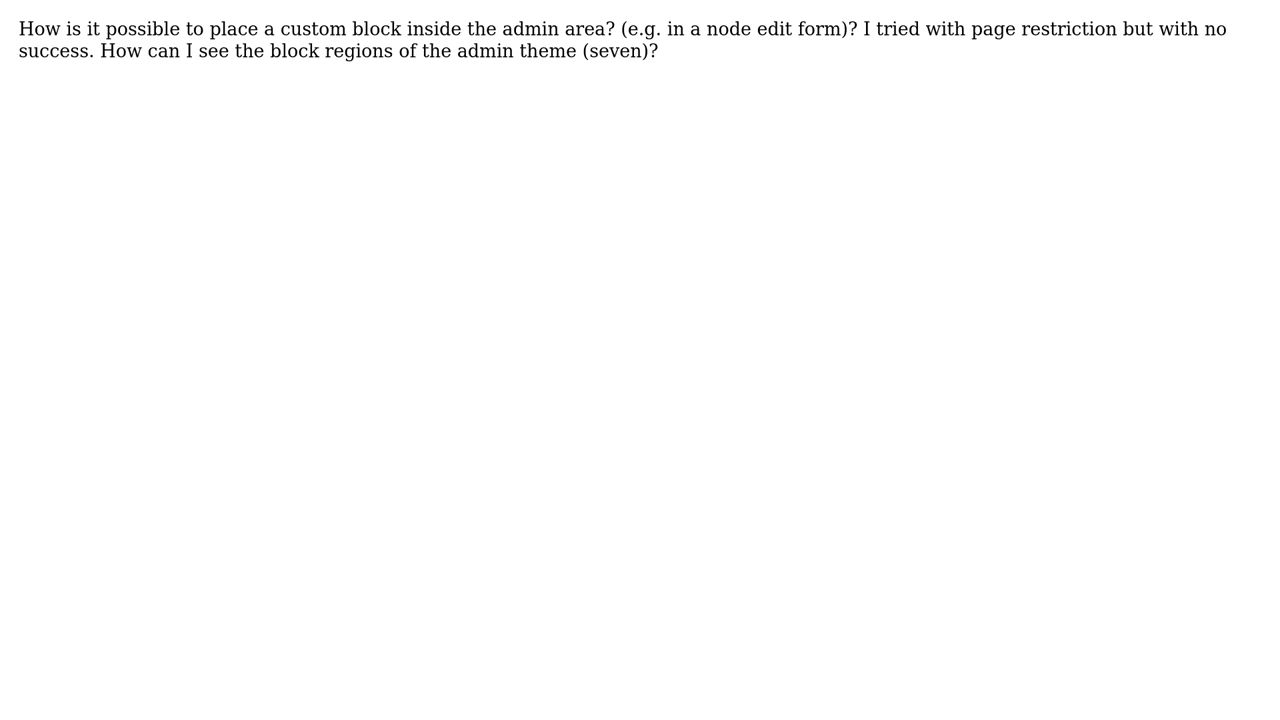 How is it possible to place a custom block inside the admin area? (e.g. in a node edit form)? I tried with page restriction but with no
success. How can I see the block regions of the admin theme (seven)?